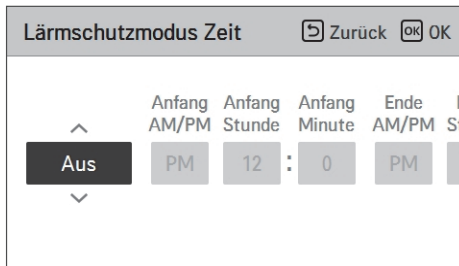 Lärmschutzmodus Zeit Zurück OK OK
Anfang Anfang Anfang Ende
AM/PM Stunde Minute AM/PM
Aus PM 12 : 0 PM